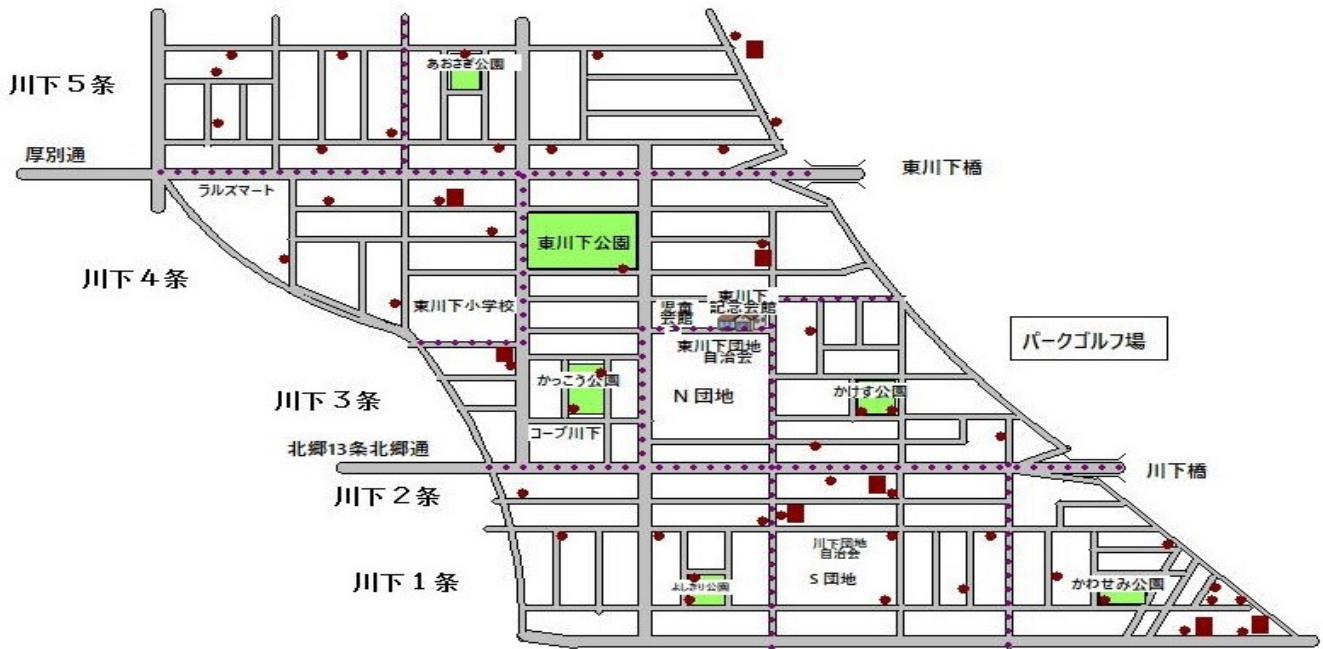 川下５条
あおさぎ公園
厚別通
東川下橋
ラルズマート
東川下公園
川下４条
東川下小学校
児童
会館
東川下
記念会館
東川下団地
自治会
パークゴルフ場
かっこう公園
N 団地
かけす公園
川下３条
コープ川下
北郷13条北郷通
川下橋
川下２条
川下団地
自治会
S 団地
川下１条
よしきり公園
かわせみ公園